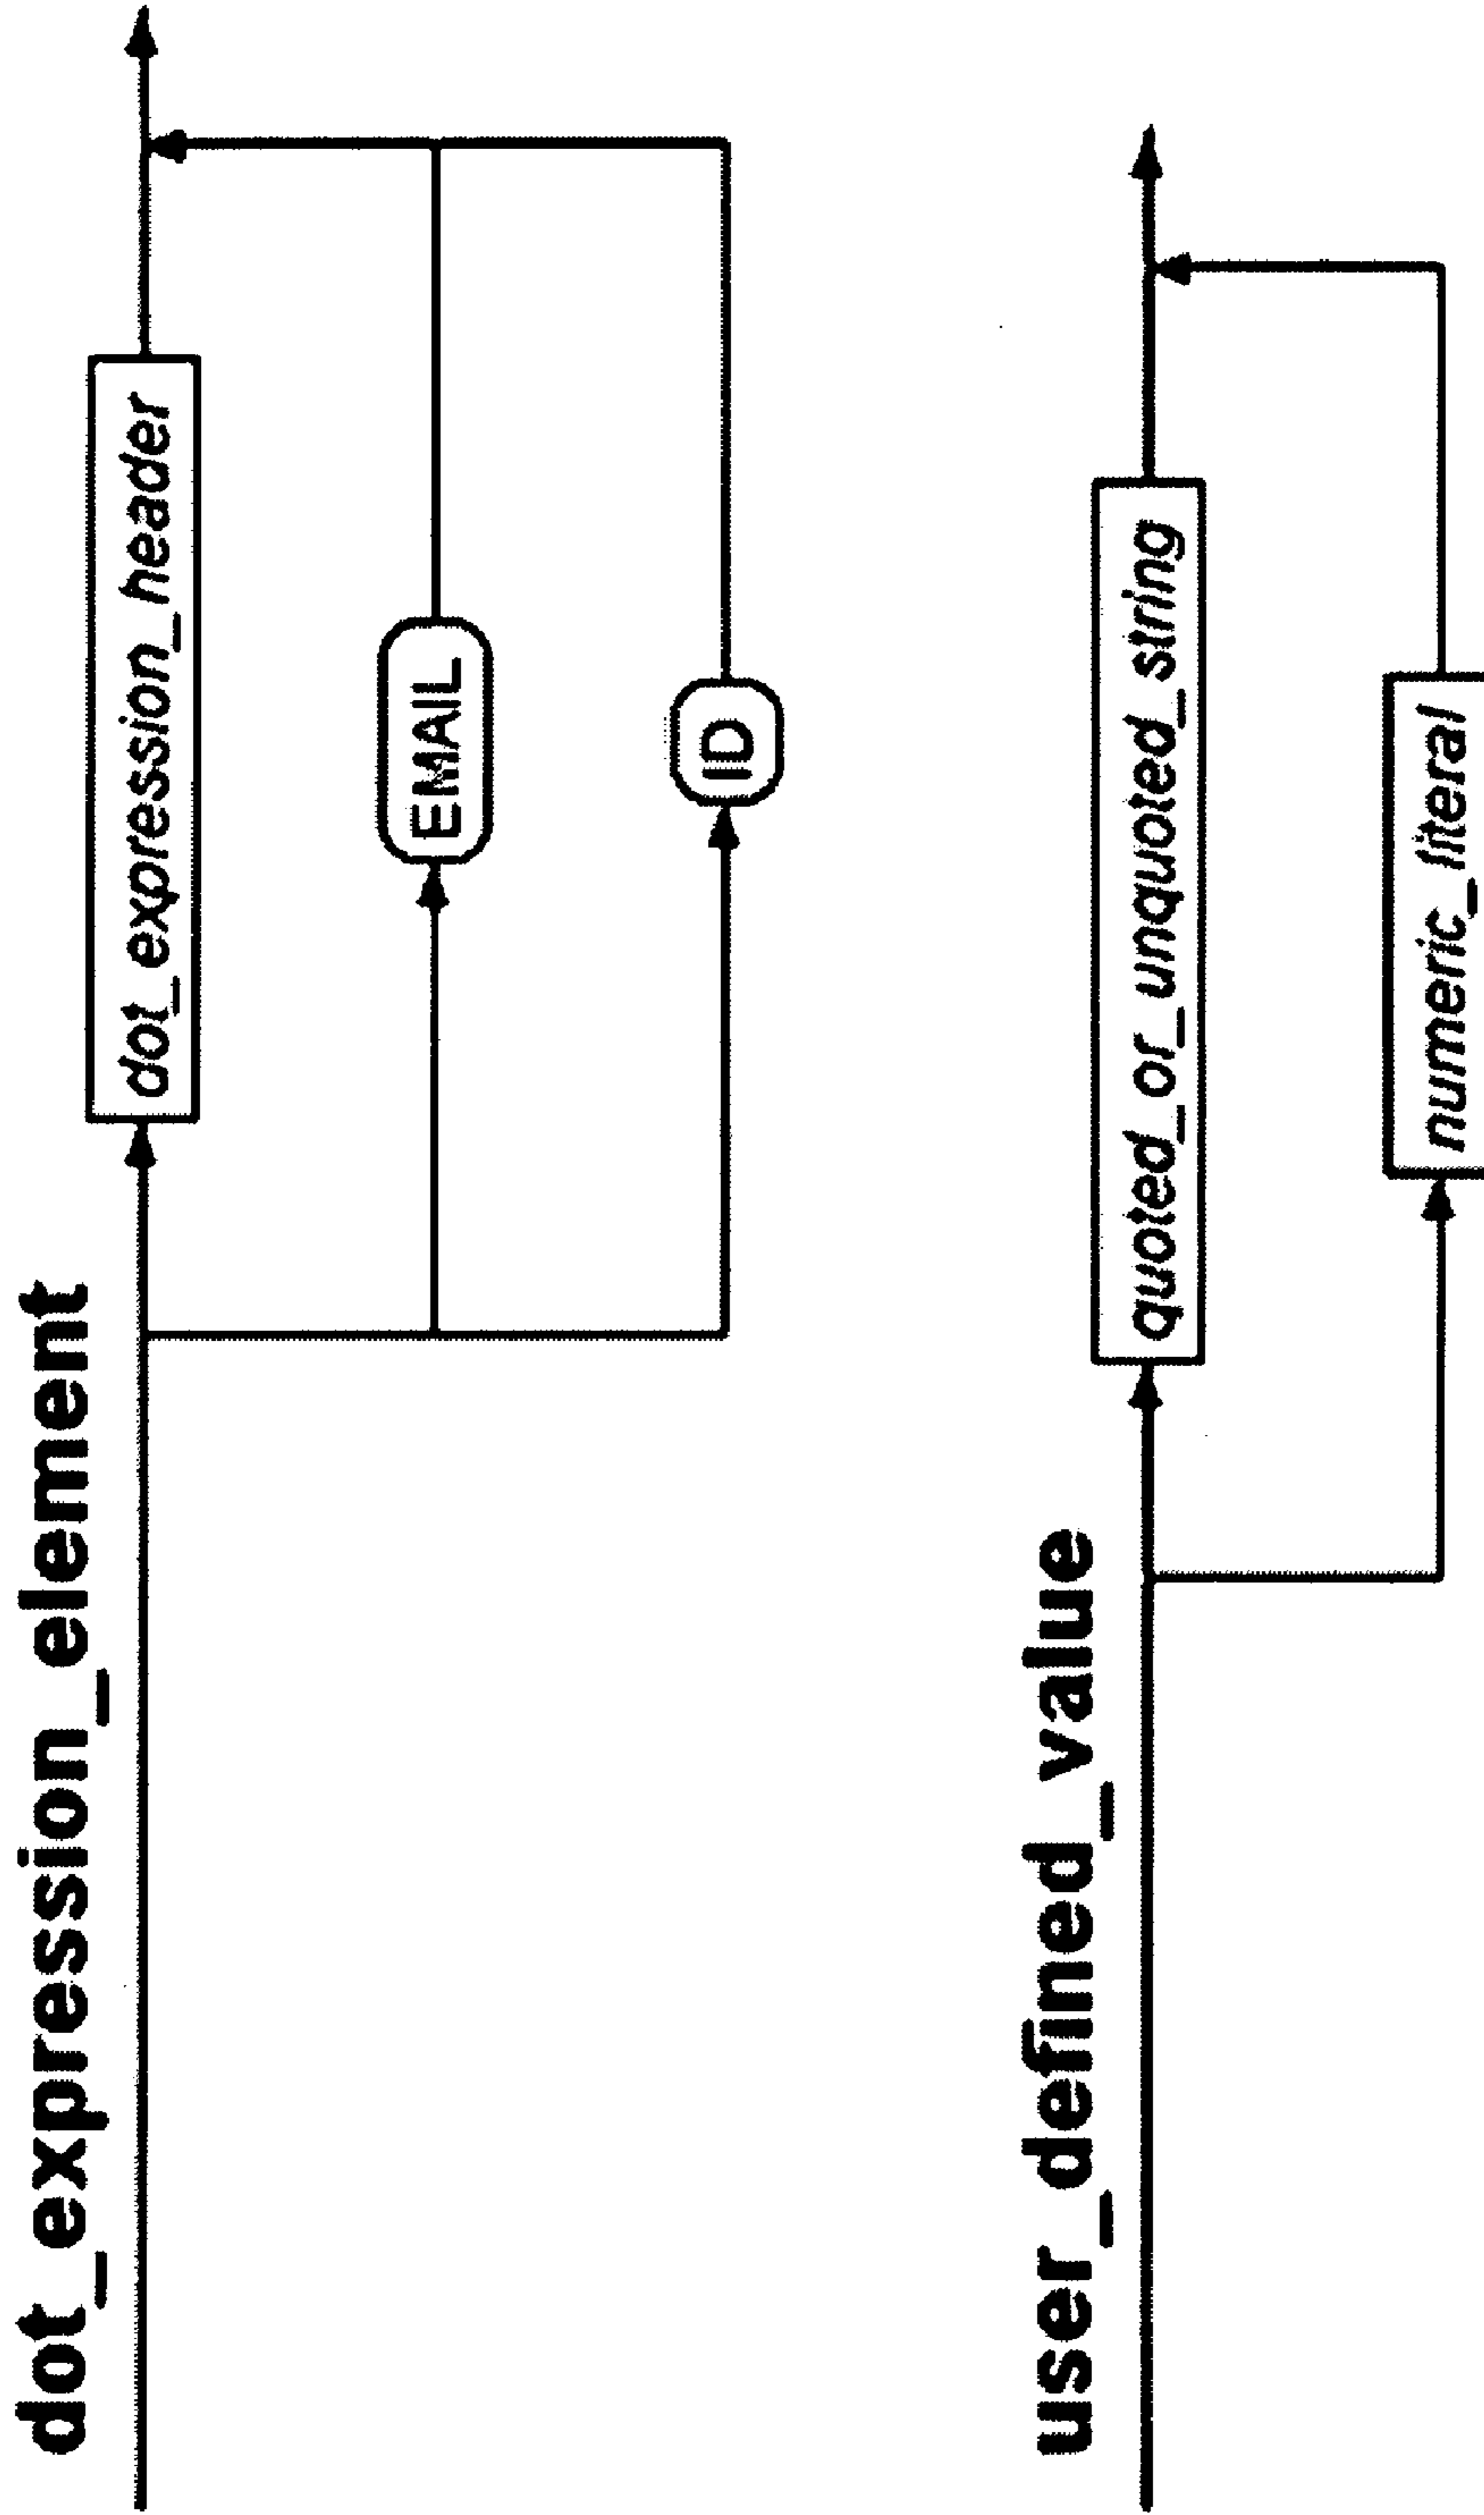 dot_expression_element
dot_expression_header
EMAIL
ID
user_defined_value
quoted_or_unquoted_string
numeric_literal